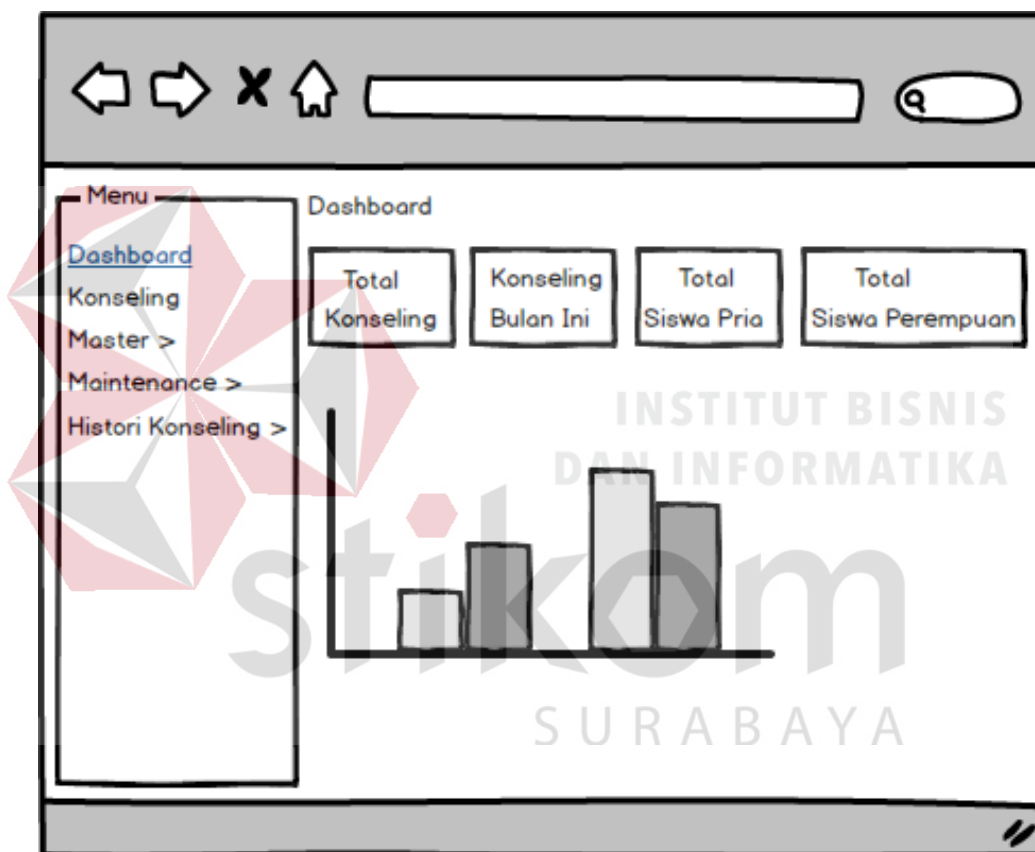 Menu
Dashboard
Konseling
Master >
Maintenance >
Histori Konseling >
Dashboard
Total
Konseling
Konseling
Bulan Ini
Total
Siswa Pria
Total
Siswa Perempuan
INSTITUT BISNIS
DAN INFORMATIKA
stikom
SURABAYA